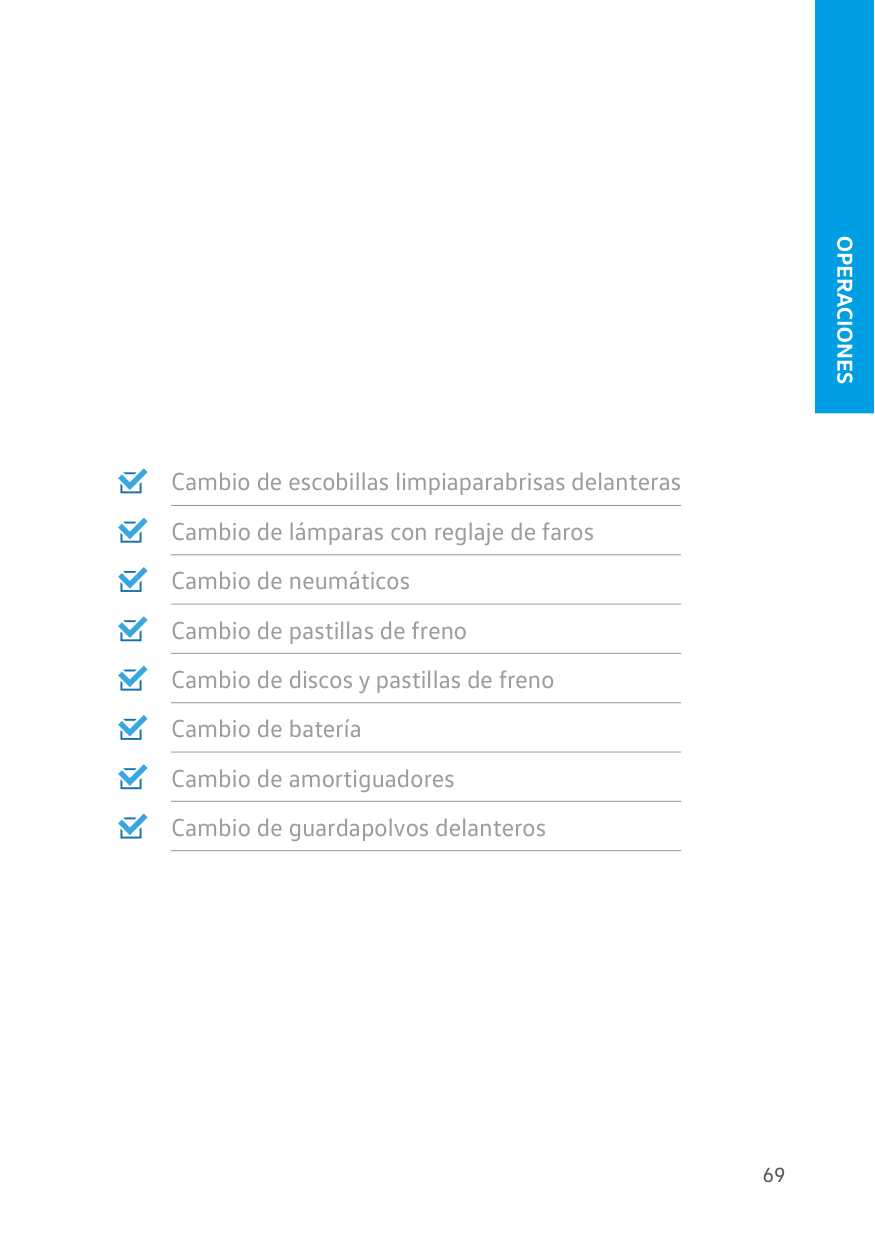 OPERACIONES
Cambio de escobillas limpiaparabrisas delanteras
Cambio de lámparas con reglaje de faros
Cambio de neumáticos
Cambio de pastillas de freno
Cambio de discos y pastillas de freno
Cambio de batería
Cambio de amortiguadores
Cambio de guardapolvos delanteros
69